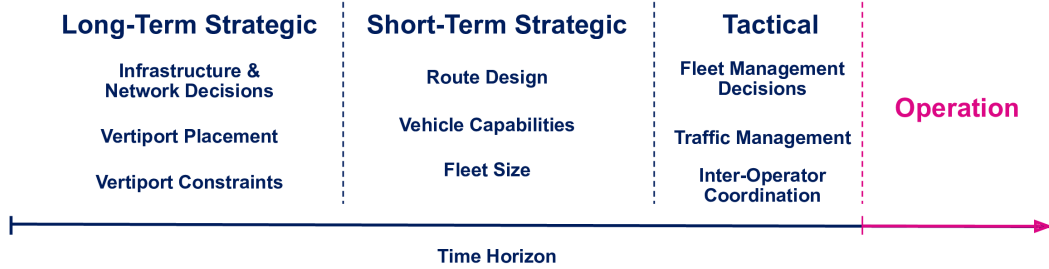 Long-Term Strategic
Infrastructure &
Network Decisions
Vertiport Placement
Vertiport Constraints
Short-Term Strategic
Route Design
Vehicle Capabilities
Fleet Size
Tactical
Fleet Management
Decisions
Traffic Management
Inter-Operator
Coordination
Operation
Time Horizon